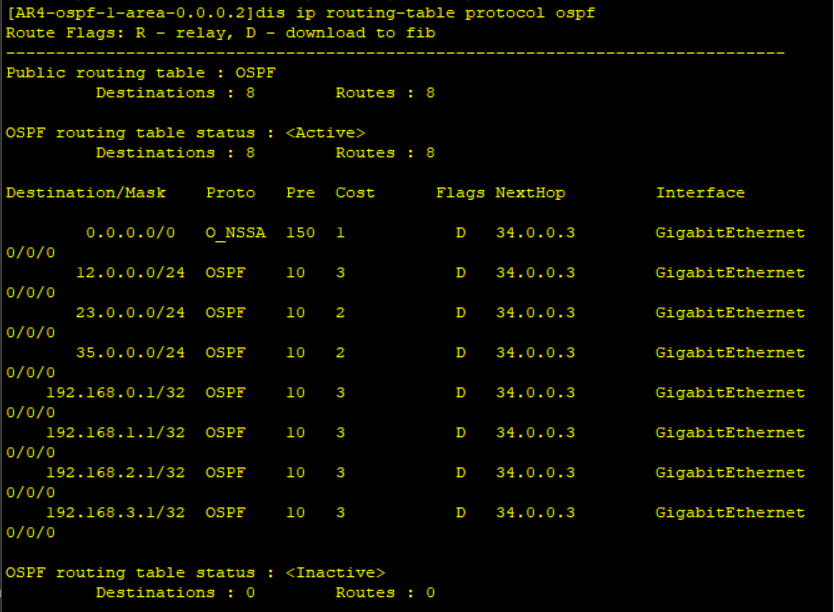 [AR4-ospf-1-area-0.0.0.2]dis ip routing-table protocol ospf
Route Flags: R - relay, D - download to fib
------------------------------------------------------------------------------
Public routing table : OSPF
         Destinations : 8        Routes : 8

OSPF routing table status : <Active>
         Destinations : 8        Routes : 8

Destination/Mask    Proto   Pre  Cost      Flags NextHop         Interface

        0.0.0.0/0   O_NSSA  150  1           D   34.0.0.3        GigabitEthernet
0/0/0
       12.0.0.0/24  OSPF    10   3           D   34.0.0.3        GigabitEthernet
0/0/0
       23.0.0.0/24  OSPF    10   2           D   34.0.0.3        GigabitEthernet
0/0/0
       35.0.0.0/24  OSPF    10   2           D   34.0.0.3        GigabitEthernet
0/0/0
    192.168.0.1/32  OSPF    10   3           D   34.0.0.3        GigabitEthernet
0/0/0
    192.168.1.1/32  OSPF    10   3           D   34.0.0.3        GigabitEthernet
0/0/0
    192.168.2.1/32  OSPF    10   3           D   34.0.0.3        GigabitEthernet
0/0/0
    192.168.3.1/32  OSPF    10   3           D   34.0.0.3        GigabitEthernet
0/0/0

OSPF routing table status : <Inactive>
         Destinations : 0        Routes : 0